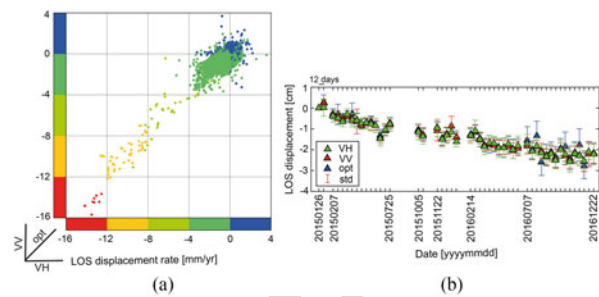 4
0
-4
-8
-12
-16
-16 -12 -8 -4 0 4
VV
opt
VH
LOS displacement rate [mm/yr]
(a)
12_days
LOS displacement [cm]
1
0
-1
-2
-3
-4
VH
VV
opt
std
20150126
20150207
20150725
20151005
20151122
20160214
20160707
20161222
Date [yyyymmdd]
(b)